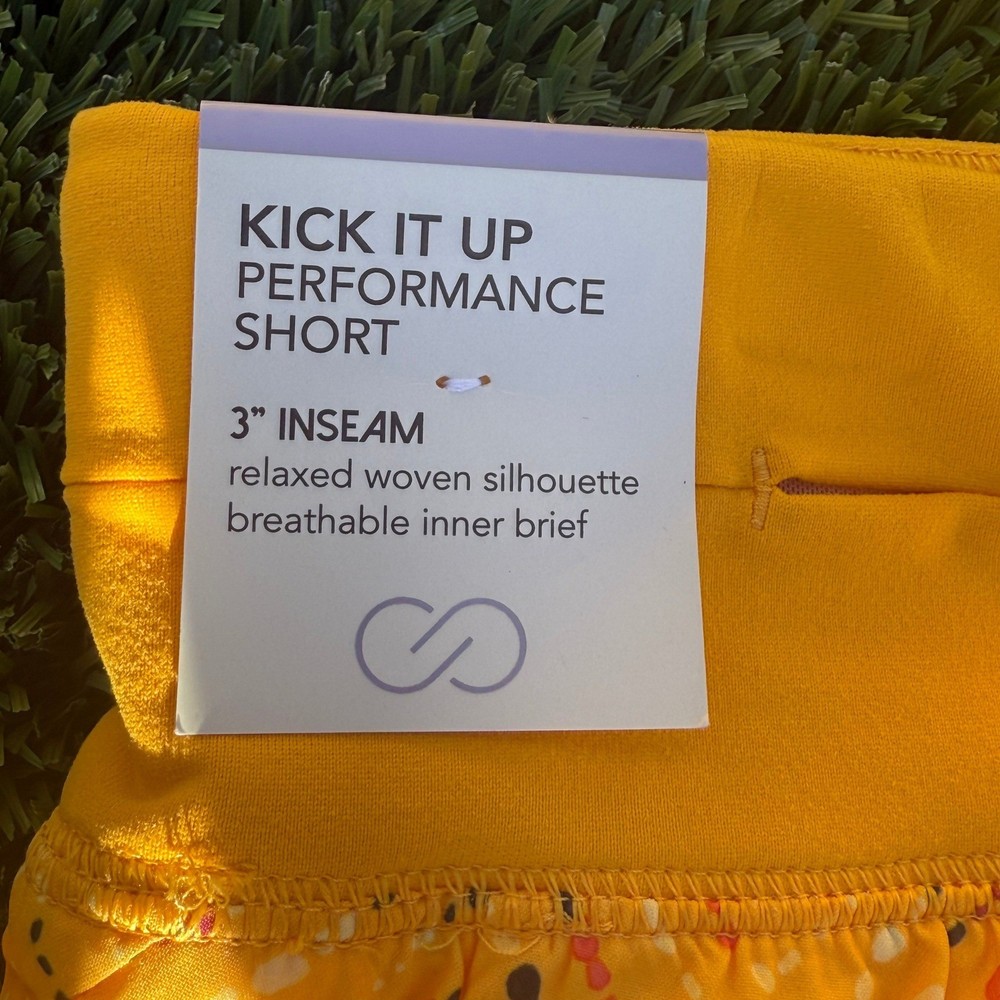 KICK IT UP
PERFORMANCE
SHORT
3” INSEAM
relaxed woven silhouette
breathable inner brief